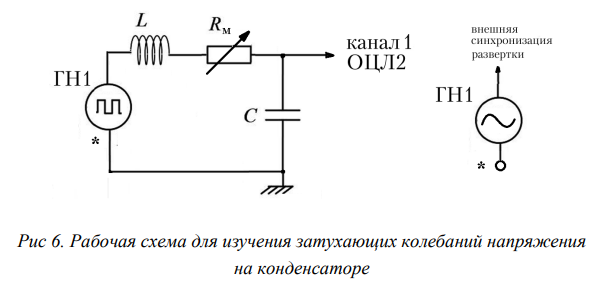 L
Rм
канал 1
ОЦЛ2
ГН1
*
C
внешняя
синхронизация
развертки
ГН1
*
Рис 6. Рабочая схема для изучения затухающих колебаний напряжения
на конденсаторе